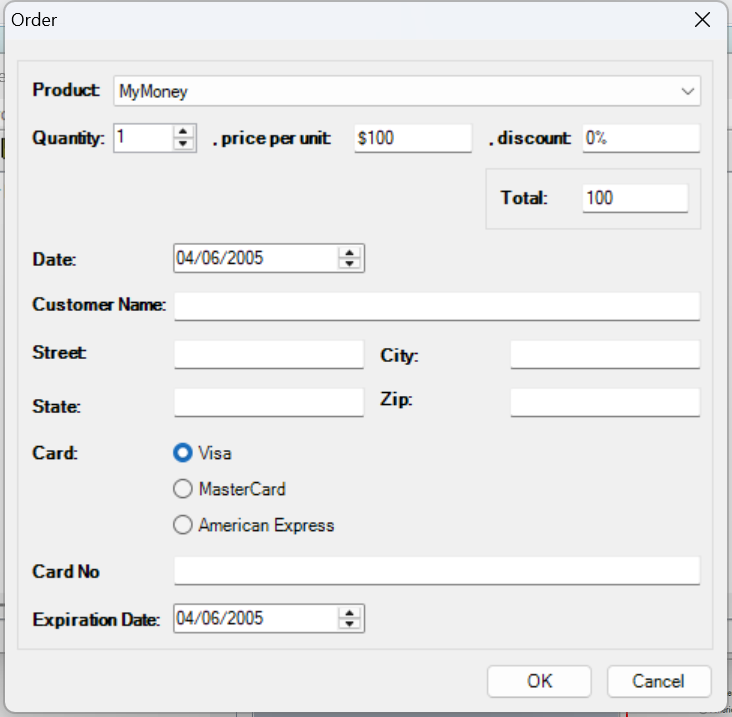 Order
Product: MyMoney
Quantity: 1 , price per unit: $100 , discount: 0%
Total: 100
Date: 04/06/2005
Customer Name:
Street: City:
State: Zip:
Card: Visa
MasterCard
American Express
Card No
Expiration Date: 04/06/2005
OK Cancel